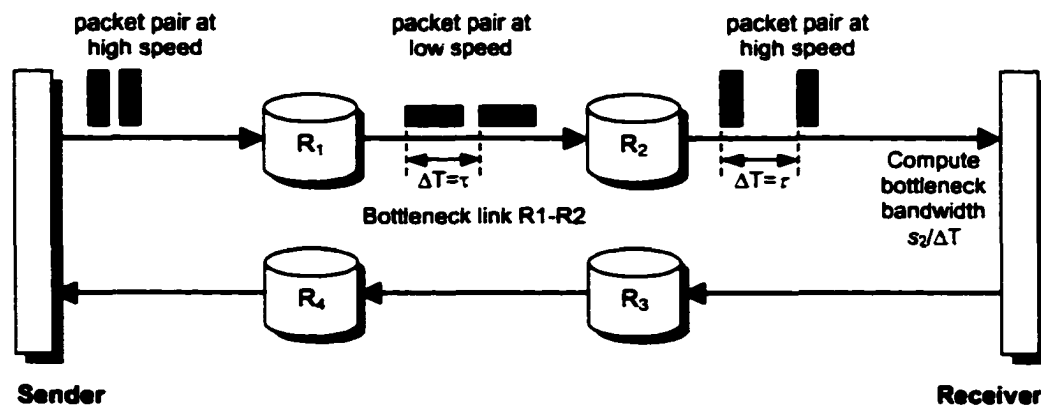 packet pair at
high speed
packet pair at
low speed
packet pair at
high speed
R1
R2
ΔT=τ
ΔT=τ
Compute
bottleneck
bandwidth
s2/ΔT
Bottleneck link R1-R2
R4
R3
Sender
Receiver